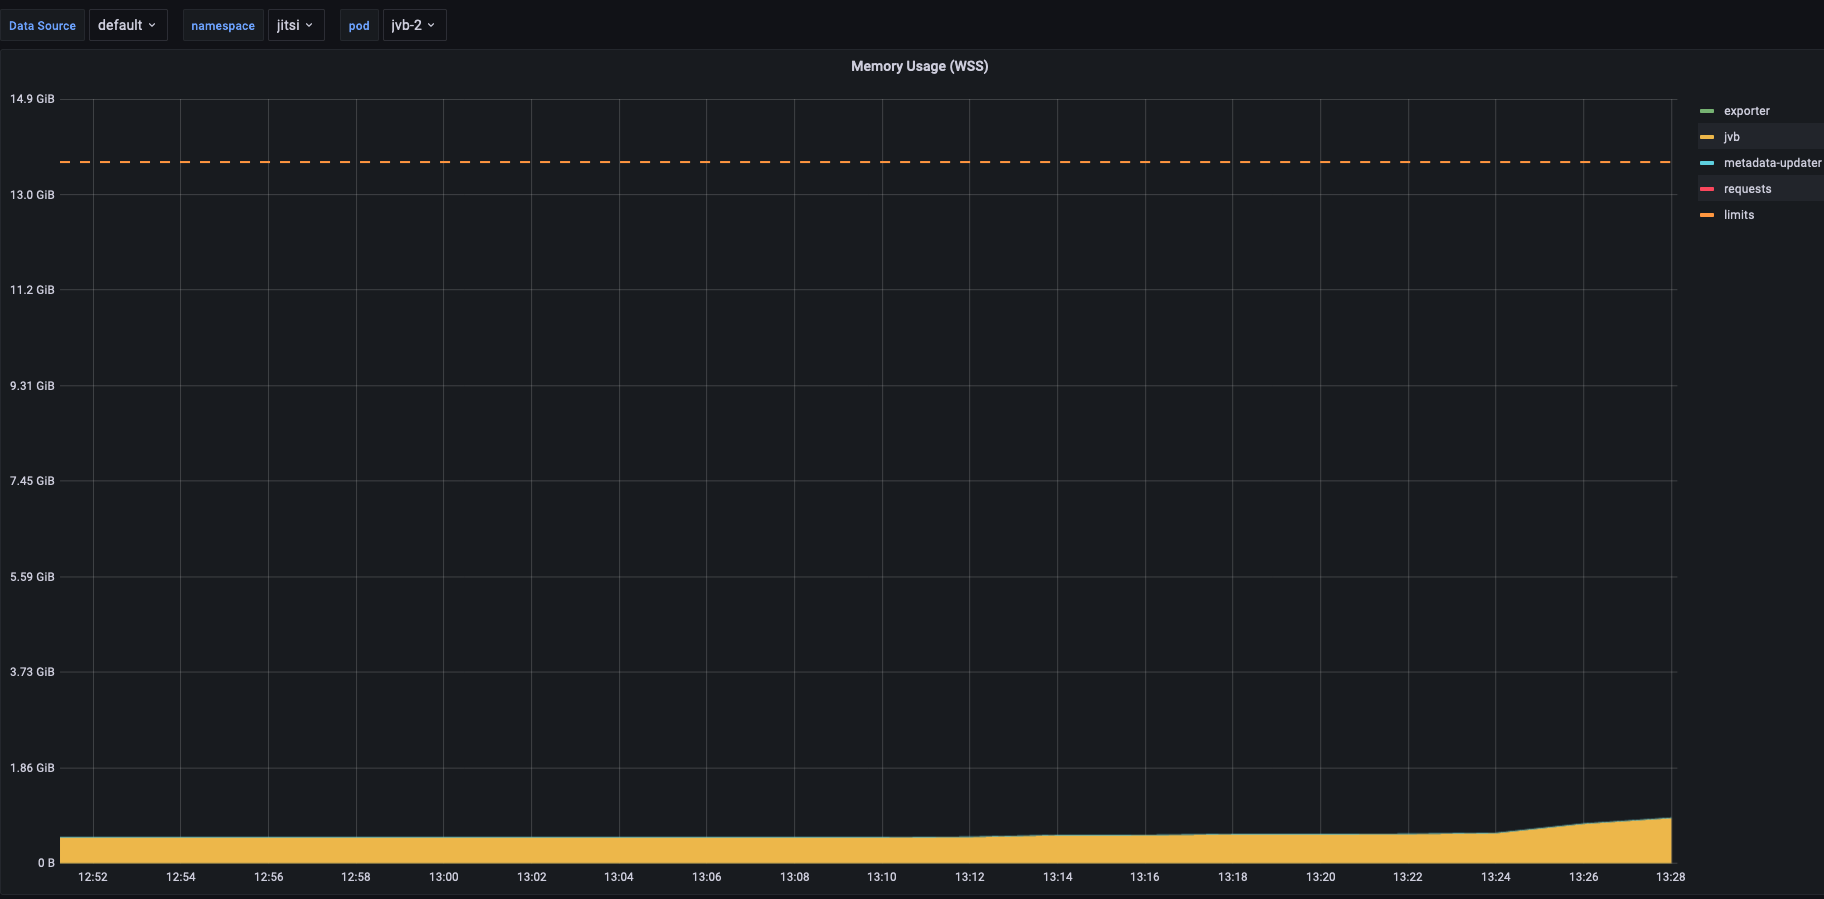 Data Source default namespace jitsi pod jvb-2
Memory Usage (WSS)
14.9 GiB
13.0 GiB
11.2 GiB
9.31 GiB
7.45 GiB
5.59 GiB
3.73 GiB
1.86 GiB
0 B
12:52 12:54 12:56 12:58 13:00 13:02 13:04 13:06 13:08 13:10 13:12 13:14 13:16 13:18 13:20 13:22 13:24 13:26 13:28
exporter
jvb
metadata-updater
requests
limits